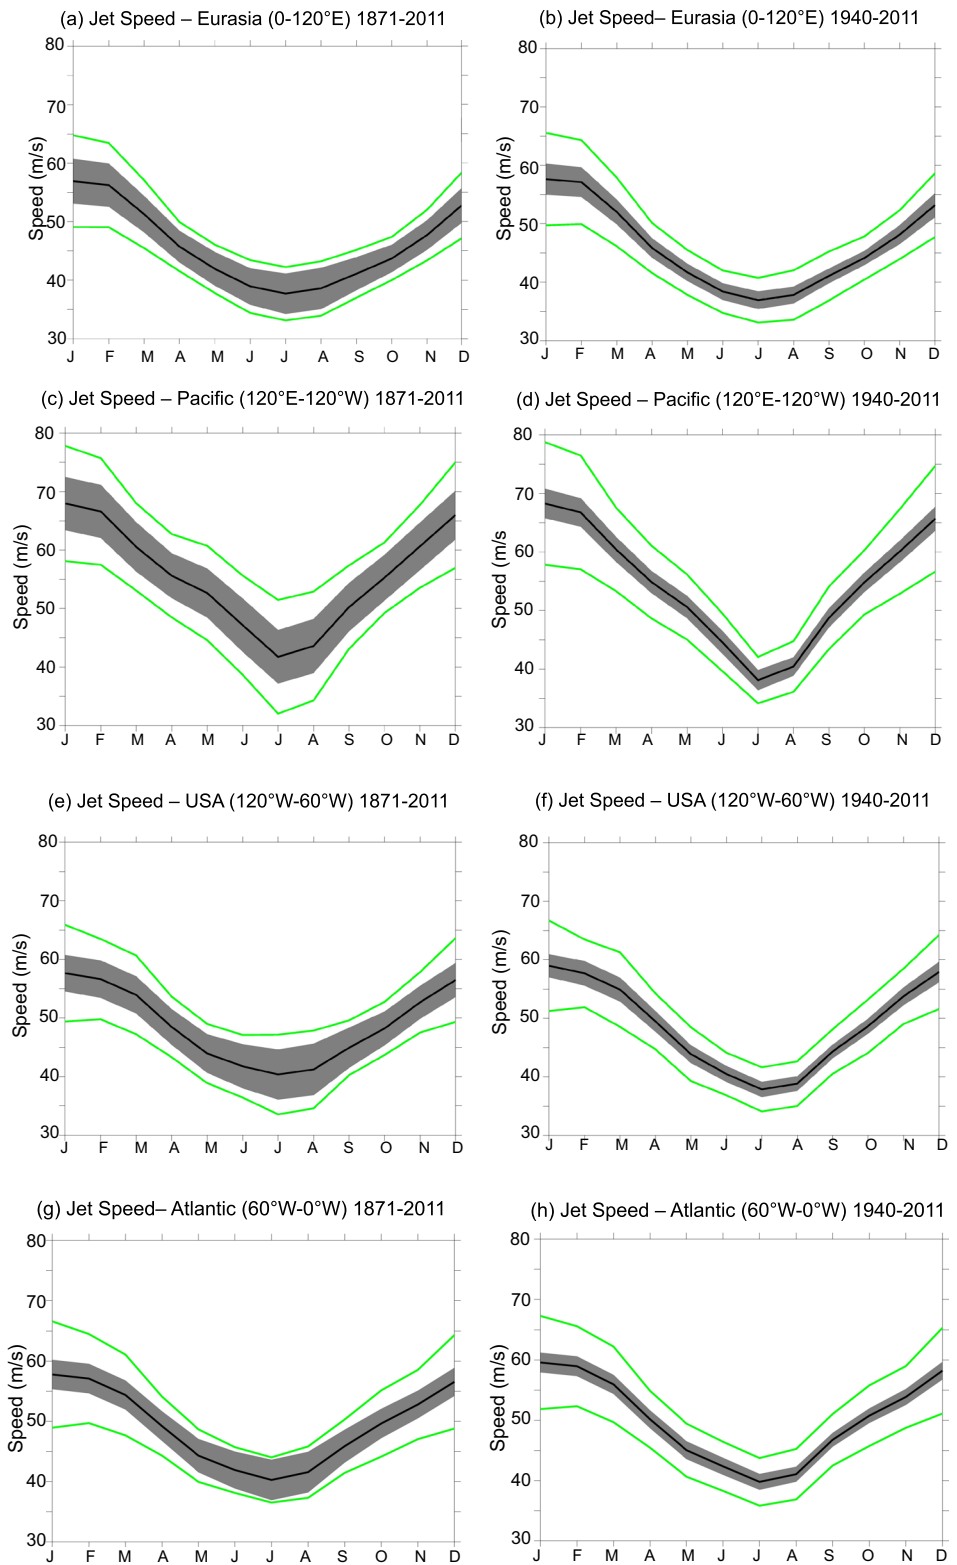 (a) Jet Speed – Eurasia (0-120°E) 1871-2011
80
70
60
50
40
30
Speed (m/s)
J F M A M J J A S O N D
(b) Jet Speed– Eurasia (0-120°E) 1940-2011
80
70
60
50
40
30
Speed (m/s)
J F M A M J J A S O N D
(c) Jet Speed – Pacific (120°E-120°W) 1871-2011
80
70
60
50
40
30
Speed (m/s)
J F M A M J J A S O N D
(d) Jet Speed – Pacific (120°E-120°W) 1940-2011
80
70
60
50
40
30
Speed (m/s)
J F M A M J J A S O N D
(e) Jet Speed – USA (120°W-60°W) 1871-2011
80
70
60
50
40
30
Speed (m/s)
J F M A M J J A S O N D
(f) Jet Speed – USA (120°W-60°W) 1940-2011
80
70
60
50
40
30
Speed (m/s)
J F M A M J J A S O N D
(g) Jet Speed– Atlantic (60°W-0°W) 1871-2011
80
70
60
50
40
30
Speed (m/s)
J F M A M J J A S O N D
(h) Jet Speed – Atlantic (60°W-0°W) 1940-2011
80
70
60
50
40
30
Speed (m/s)
J F M A M J J A S O N D